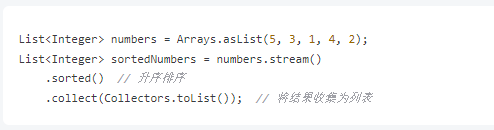 List<Integer> numbers = Arrays.asList(5, 3, 1, 4, 2);
List<Integer> sortedNumbers = numbers.stream()
    .sorted()  // 升序排序
    .collect(Collectors.toList());  // 将结果收集为列表